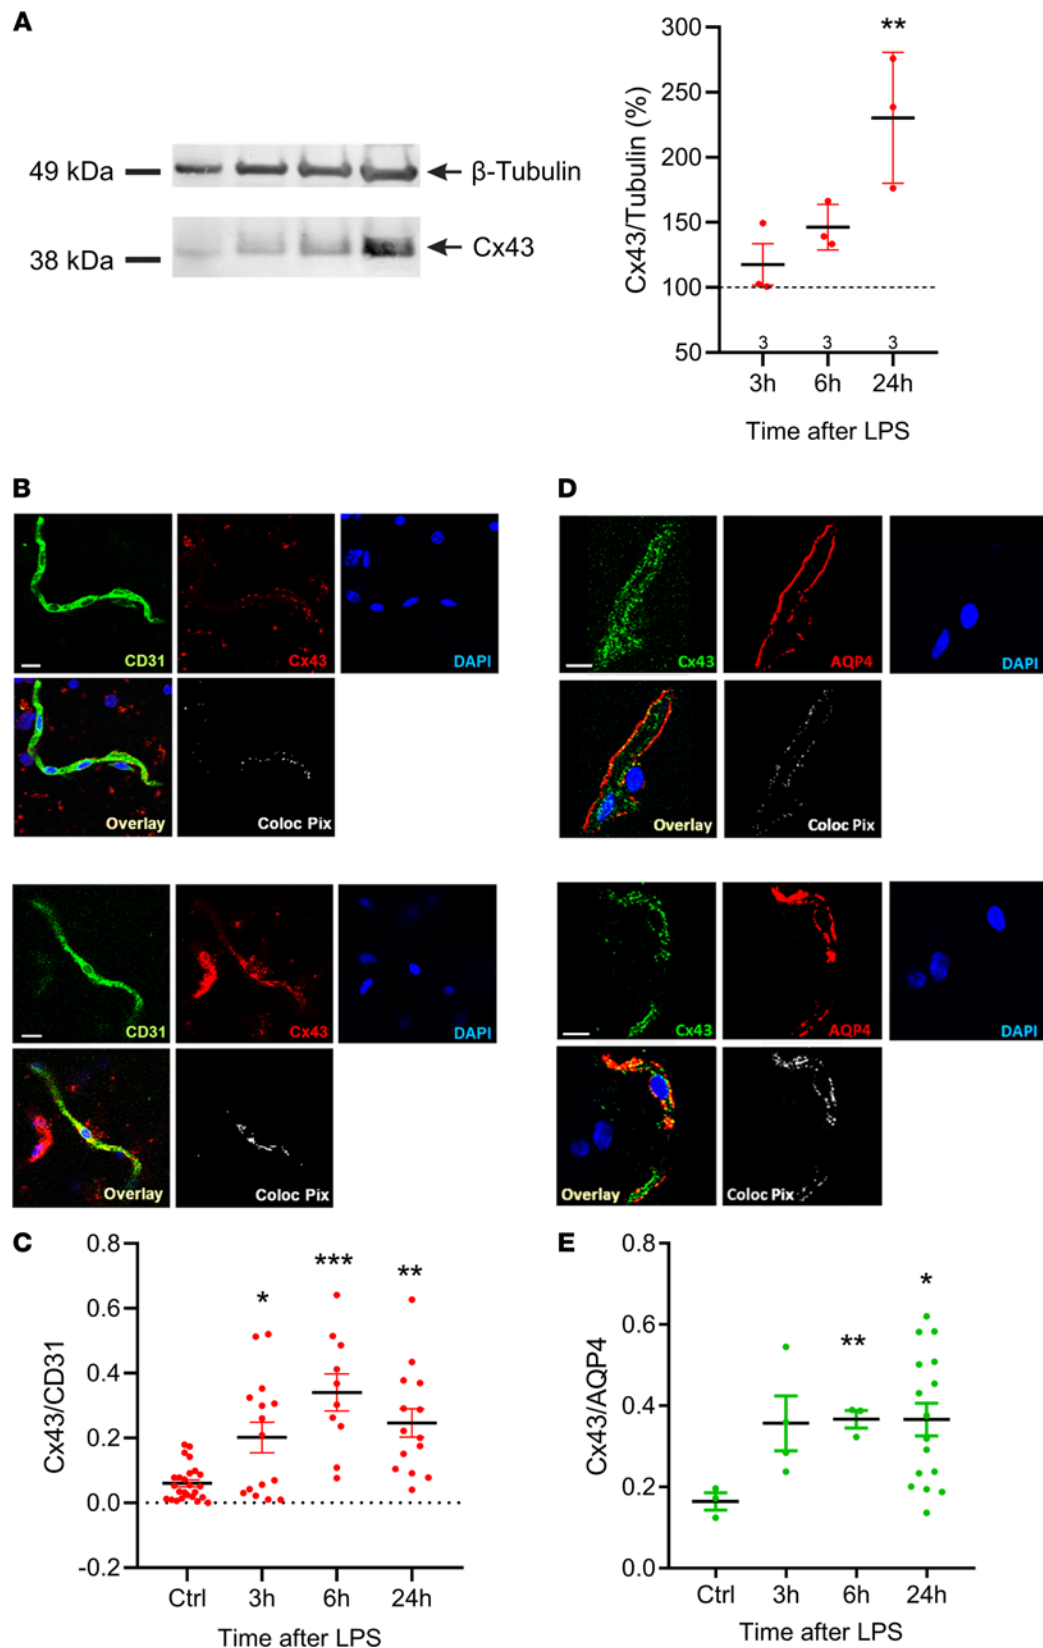 A
49 kDa
β-Tubulin
38 kDa
Cx43
Cx43/Tubulin (%)
300
250
200
150
100
50
**
3 3 3
3h 6h 24h
Time after LPS
B
CD31
Cx43
DAPI
Overlay
Coloc Pix
CD31
Cx43
DAPI
Overlay
Coloc Pix
D
Cx43
AQP4
DAPI
Overlay
Coloc Pix
Cx43
AQP4
DAPI
Overlay
Coloc Pix
C
Cx43/CD31
0.8
0.6
0.4
0.2
0.0
-0.2
* *** **
Ctrl 3h 6h 24h
Time after LPS
E
Cx43/AQP4
0.8
0.6
0.4
0.2
0.0
** *
Ctrl 3h 6h 24h
Time after LPS